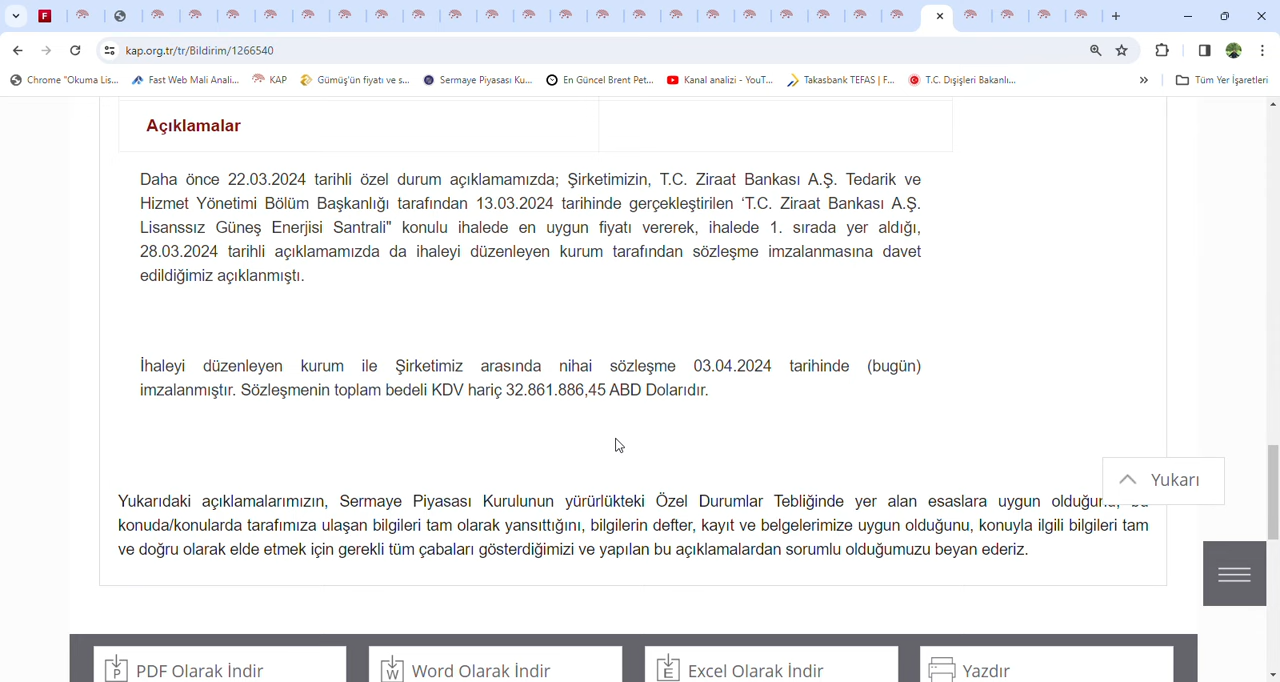 kap.org.tr/tr/Bildirim/1266540
Chrome "Okuma Lis... Fast Web Mali Anali... KAP Gümüş'ün fiyatı ve s... Sermaye Piyasası Ku... En Güncel Brent Pet... Kanal analizi - YouT... Takasbank TEFAS | F... T.C. Dışişleri Bakanlı... » Tüm Yer İşaretleri
Açıklamalar
Daha önce 22.03.2024 tarihli özel durum açıklamamızda; Şirketimizin, T.C. Ziraat Bankası A.Ş. Tedarik ve
Hizmet Yönetimi Bölüm Başkanlığı tarafından 13.03.2024 tarihinde gerçekleştirilen ‘T.C. Ziraat Bankası A.Ş.
Lisanssız Güneş Enerjisi Santrali" konulu ihalede en uygun fiyatı vererek, ihalede 1. sırada yer aldığı,
28.03.2024 tarihli açıklamamızda da ihaleyi düzenleyen kurum tarafından sözleşme imzalanmasına davet
edildiğimiz açıklanmıştı.
İhaleyi düzenleyen kurum ile Şirketimiz arasında nihai sözleşme 03.04.2024 tarihinde (bugün)
imzalanmıştır. Sözleşmenin toplam bedeli KDV hariç 32.861.886,45 ABD Dolarıdır.
Yukarı
Yukarıdaki açıklamalarımızın, Sermaye Piyasası Kurulunun yürürlükteki Özel Durumlar Tebliğinde yer alan esaslara uygun
konuda/konularda tarafımıza ulaşan bilgileri tam olarak yansıttığını, bilgilerin defter, kayıt ve belgelerimize uygun olduğunu, konuyla ilgili bilgileri tam
ve doğru olarak elde etmek için gerekli tüm çabaları gösterdiğimizi ve yapılan bu açıklamalardan sorumlu olduğumuzu beyan ederiz.
PDF Olarak İndir Word Olarak İndir Excel Olarak İndir Yazdır